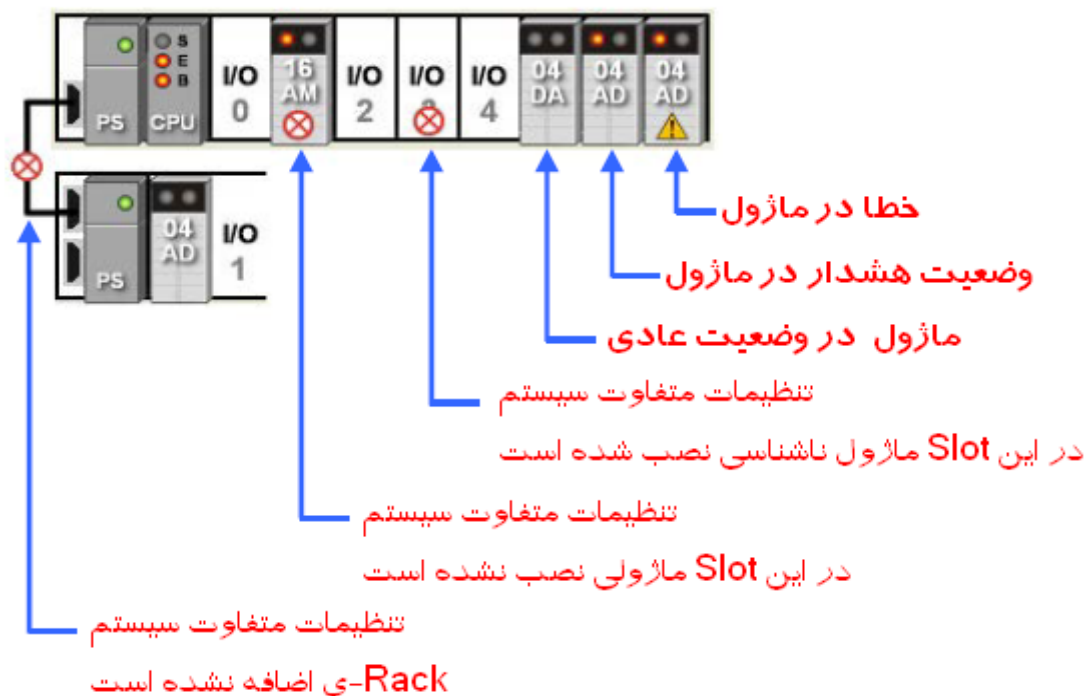 S
E
B
PS CPU I/O 0 16 AM I/O 2 I/O I/O 4 04 DA 04 AD 04 AD
PS 04 AD I/O 1
خطا در ماژول
وضعیت هشدار در ماژول
ماژول در وضعیت عادی
تنظیمات متفاوت سیستم
در این Slot ماژول ناشناسی نصب شده است
تنظیمات متفاوت سیستم
در این Slot ماژولی نصب نشده است
تنظیمات متفاوت سیستم
Rack-ی اضافه نشده است